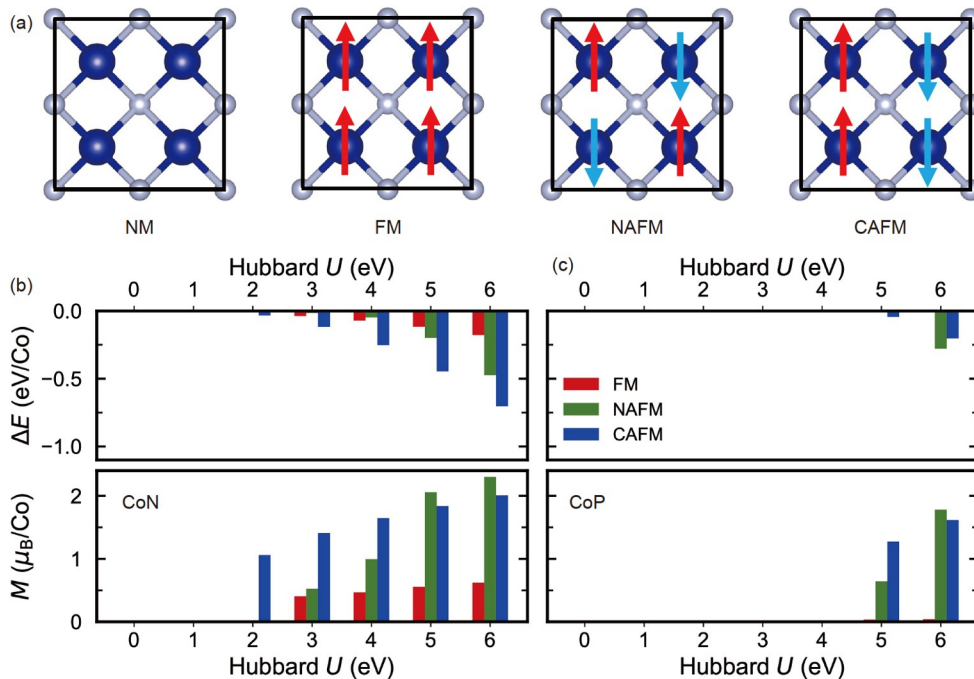 (a)
NM FM NAFM CAFM
(b) Hubbard U (eV) (c) Hubbard U (eV)
0 1 2 3 4 5 6 0 1 2 3 4 5 6
0.0
−0.5
−1.0
ΔE (eV/Co)
FM
NAFM
CAFM
2
1
0
M (μB/Co)
CoN CoP
0 1 2 3 4 5 6 0 1 2 3 4 5 6
Hubbard U (eV) Hubbard U (eV)